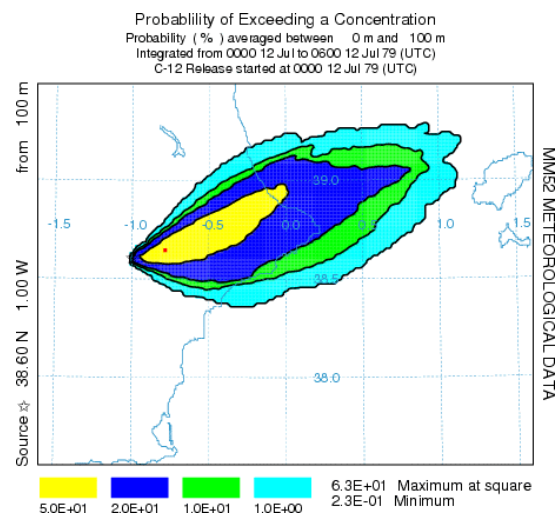 Probablility of Exceeding a Concentration
Probability ( % ) averaged between 0 m and 100 m
Integrated from 0000 12 Jul to 0600 12 Jul 79 (UTC)
C-12 Release started at 0000 12 Jul 79 (UTC)
Source ☆ 38.60 N 1.00 W from 100 m
39.0
-1.5 -1.0 -0.5 0.0 0.5 1.0 1.5
38.5
38.0
MM52 METEOROLOGICAL DATA
5.0E+01 2.0E+01 1.0E+01 1.0E+00
6.3E+01 Maximum at square
2.3E-01 Minimum